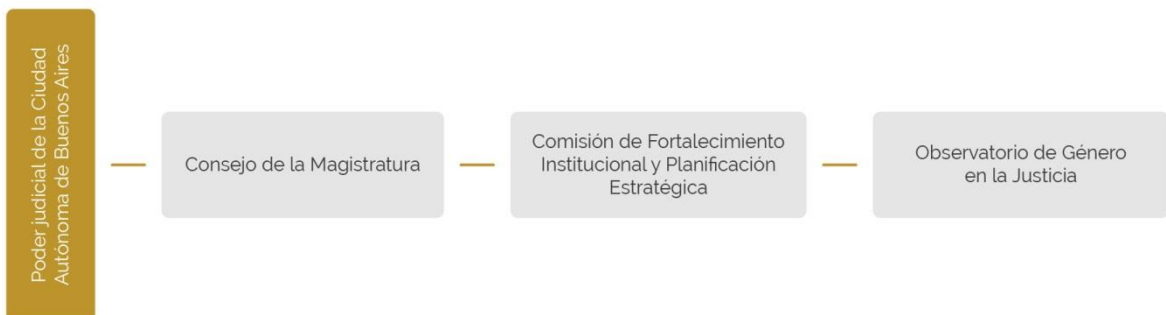 Poder judicial de la Ciudad
Autónoma de Buenos Aires
Consejo de la Magistratura
Comisión de Fortalecimiento
Institucional y Planificación
Estratégica
Observatorio de Género
en la Justicia